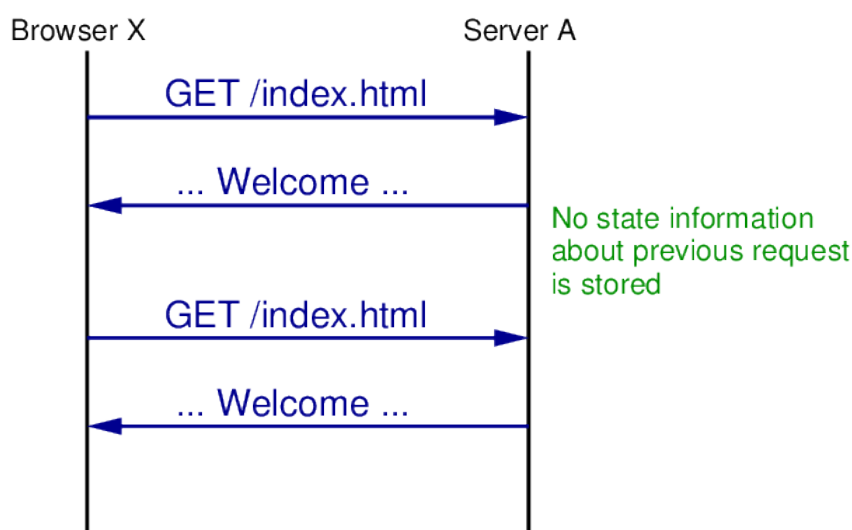 Browser X
Server A
GET /index.html
... Welcome ...
No state information
about previous request
is stored
GET /index.html
... Welcome ...